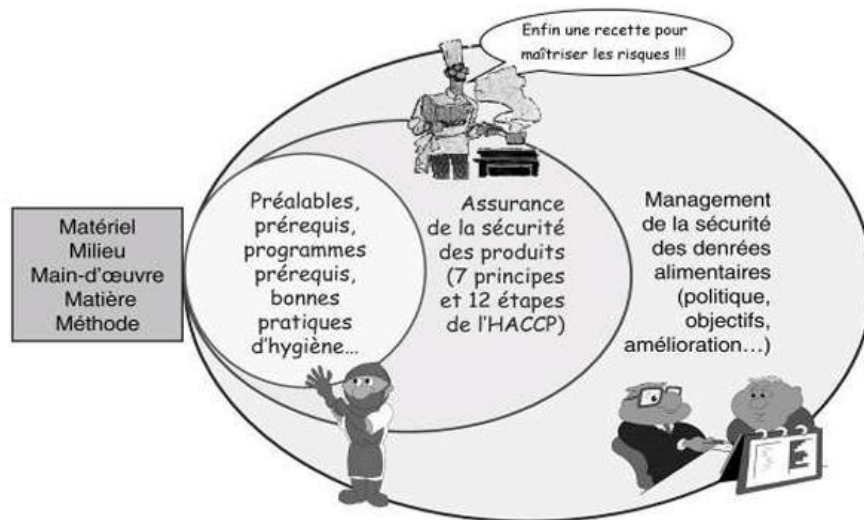 Enfin une recette pour
maîtriser les risques !!!
Matériel
Milieu
Main-d'œuvre
Matière
Méthode
Préalables,
prérequis,
programmes
prérequis,
bonnes
pratiques
d'hygiène...
Assurance
de la sécurité
des produits
(7 principes
et 12 étapes
de l'HACCP)
Management
de la sécurité
des denrées
alimentaires
(politique,
objectifs,
amélioration...)